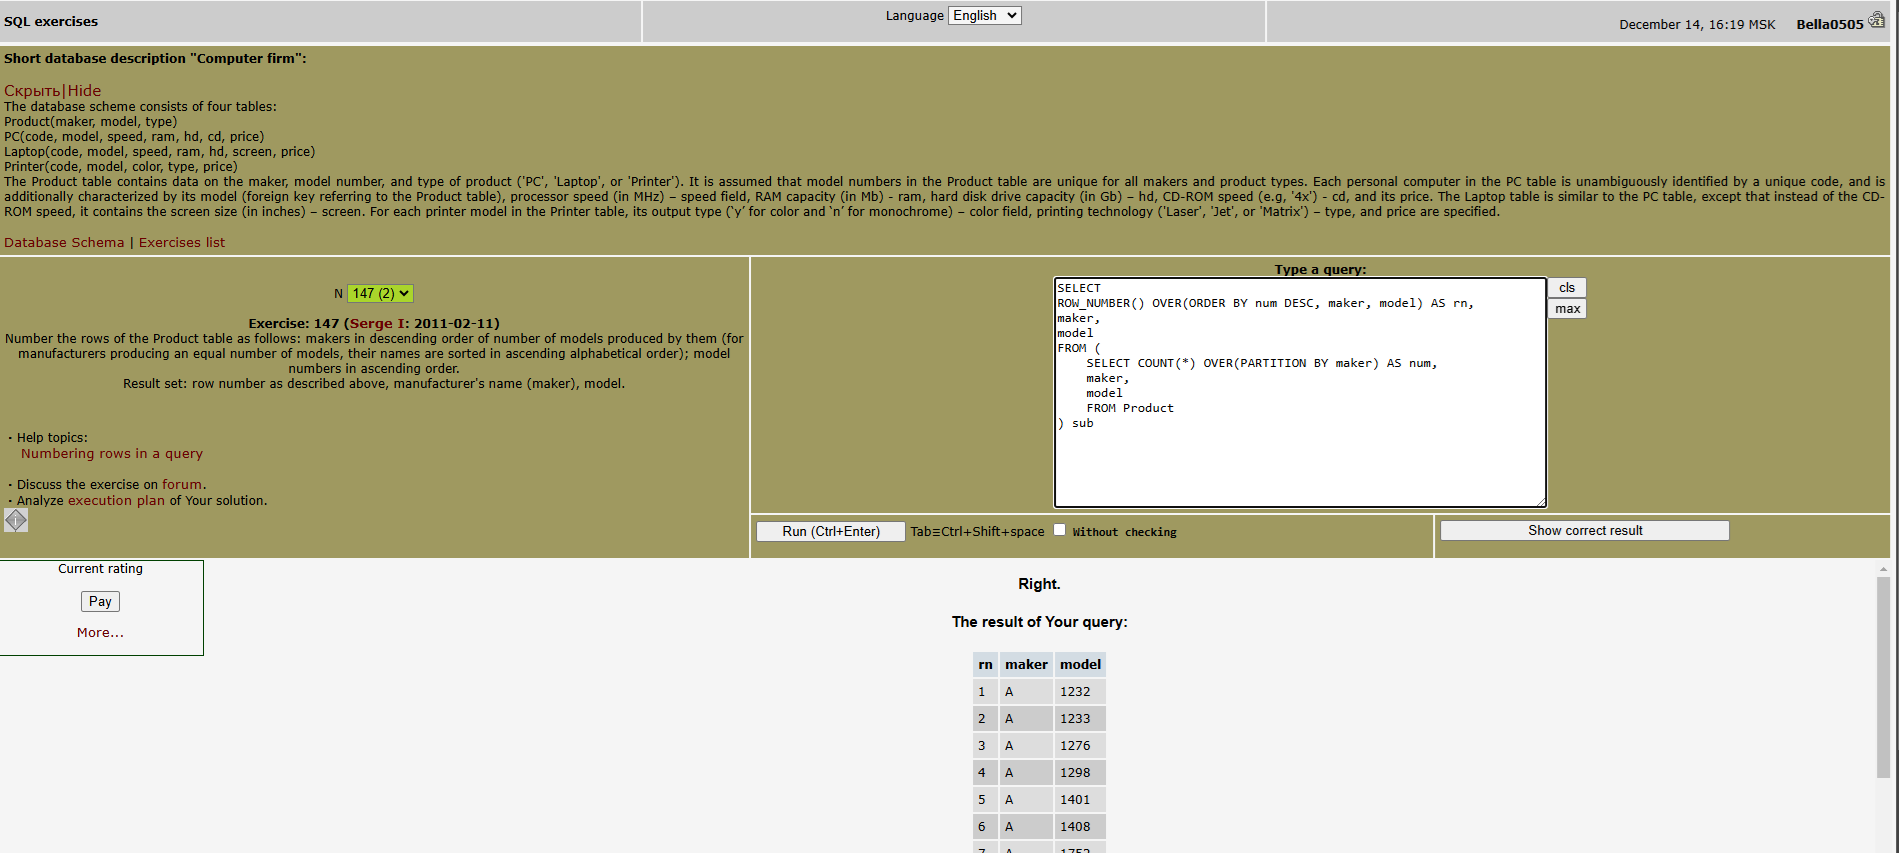 SQL exercises
Language English
December 14, 16:19 MSK Bella0505
Short database description "Computer firm":
Скрыть|Hide
The database scheme consists of four tables:
Product(maker, model, type)
PC(code, model, speed, ram, hd, cd, price)
Laptop(code, model, speed, ram, hd, screen, price)
Printer(code, model, color, type, price)
The Product table contains data on the maker, model number, and type of product ('PC', 'Laptop', or 'Printer'). It is assumed that model numbers in the Product table are unique for all makers and product types. Each personal computer in the PC table is unambiguously identified by a unique code, and is
additionally characterized by its model (foreign key referring to the Product table), processor speed (in MHz) – speed field, RAM capacity (in Mb) - ram, hard disk drive capacity (in Gb) – hd, CD-ROM speed (e.g, '4x') - cd, and its price. The Laptop table is similar to the PC table, except that instead of the CD-
ROM speed, it contains the screen size (in inches) – screen. For each printer model in the Printer table, its output type (‘y’ for color and ‘n’ for monochrome) – color field, printing technology ('Laser', 'Jet', or 'Matrix') – type, and price are specified.
Database Schema | Exercises list
N 147 (2)
Exercise: 147 (Serge I: 2011-02-11)
Number the rows of the Product table as follows: makers in descending order of number of models produced by them (for
manufacturers producing an equal number of models, their names are sorted in ascending alphabetical order); model
numbers in ascending order.
Result set: row number as described above, manufacturer's name (maker), model.
· Help topics:
Numbering rows in a query
· Discuss the exercise on forum.
· Analyze execution plan of Your solution.
Type a query:
SELECT
ROW_NUMBER() OVER(ORDER BY num DESC, maker, model) AS rn,
maker,
model
FROM (
    SELECT COUNT(*) OVER(PARTITION BY maker) AS num,
    maker,
    model
    FROM Product
) sub
cls
max
Run (Ctrl+Enter) Tab≡Ctrl+Shift+space Without checking
Show correct result
Current rating
Pay
More...
Right.
The result of Your query:
rn maker model
1 A 1232
2 A 1233
3 A 1276
4 A 1298
5 A 1401
6 A 1408
7 A 1752